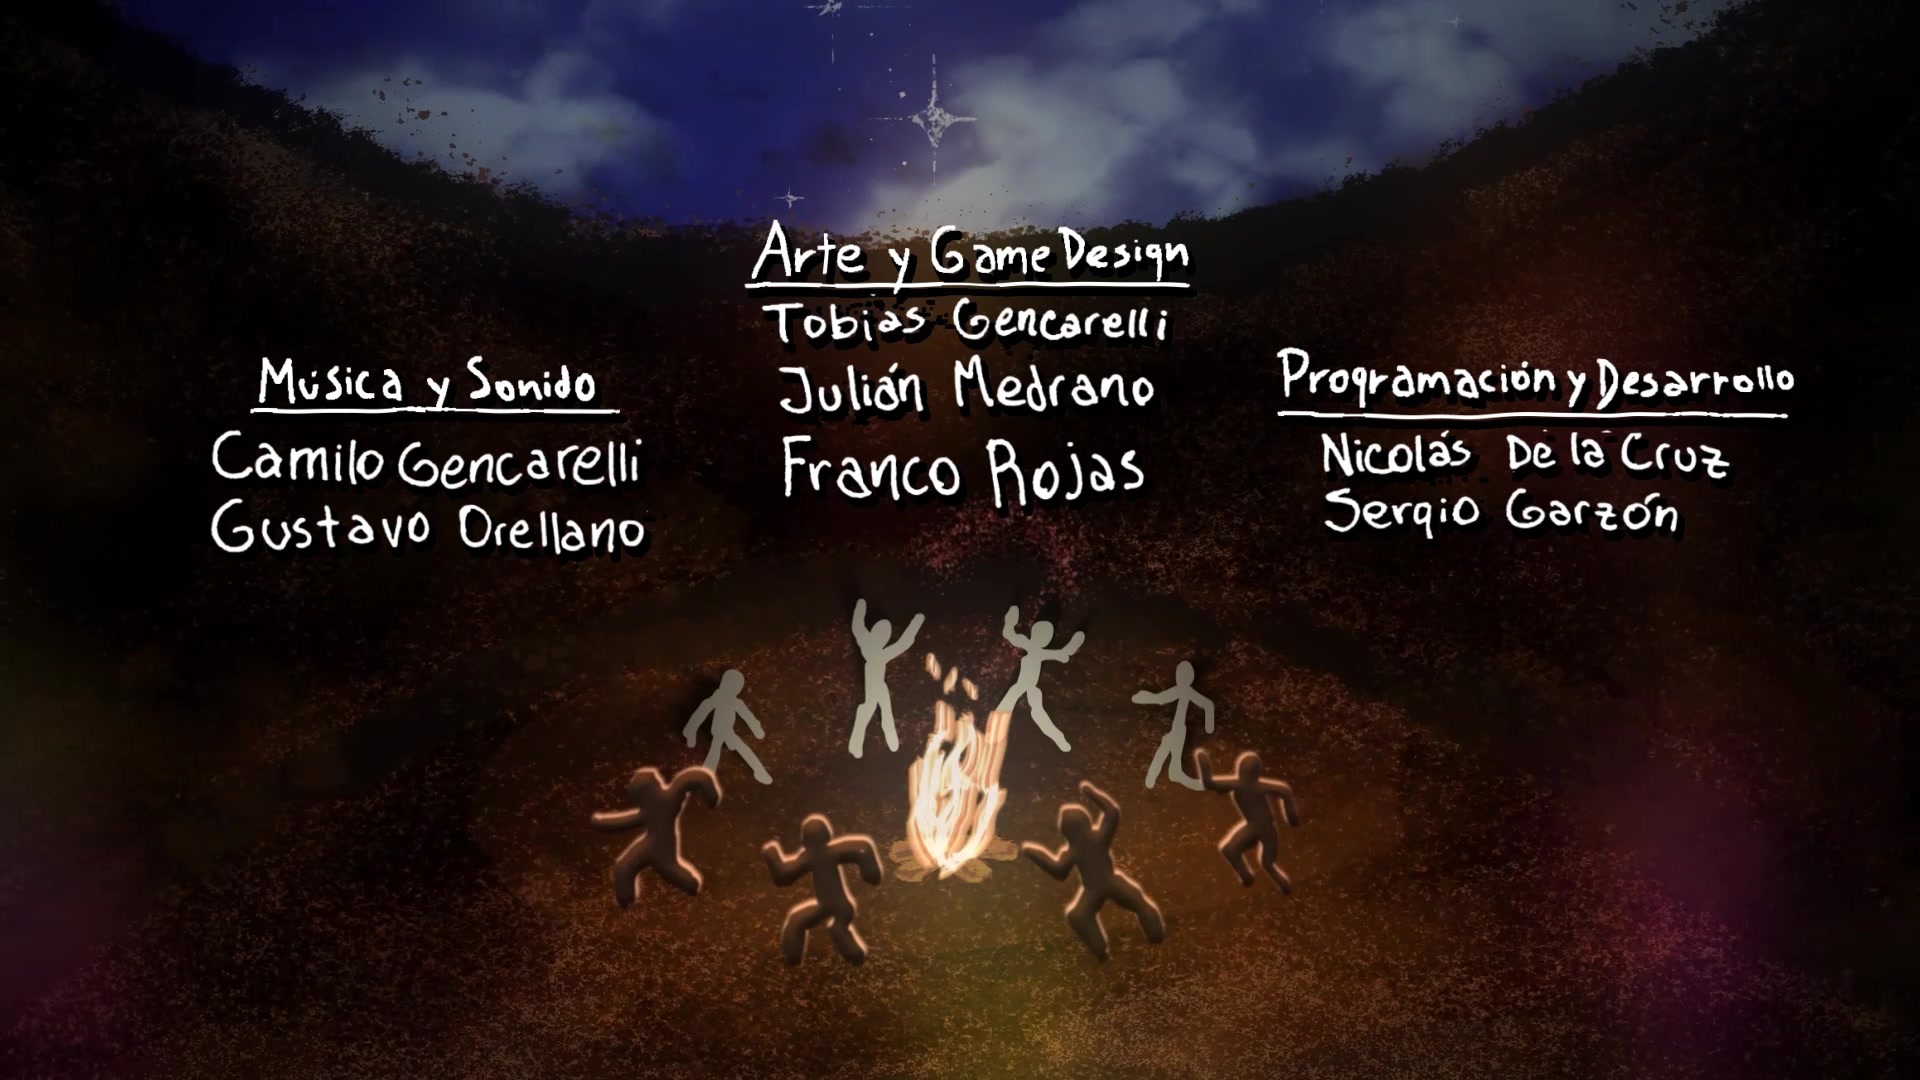 Música y Sonido
Camilo Gencarelli
Gustavo Orellano
Arte y Game Design
Tobias Gencarelli
Julián Medrano
Franco Rojas
Programación y Desarrollo
Nicolás De la Cruz
Sergio Garzón